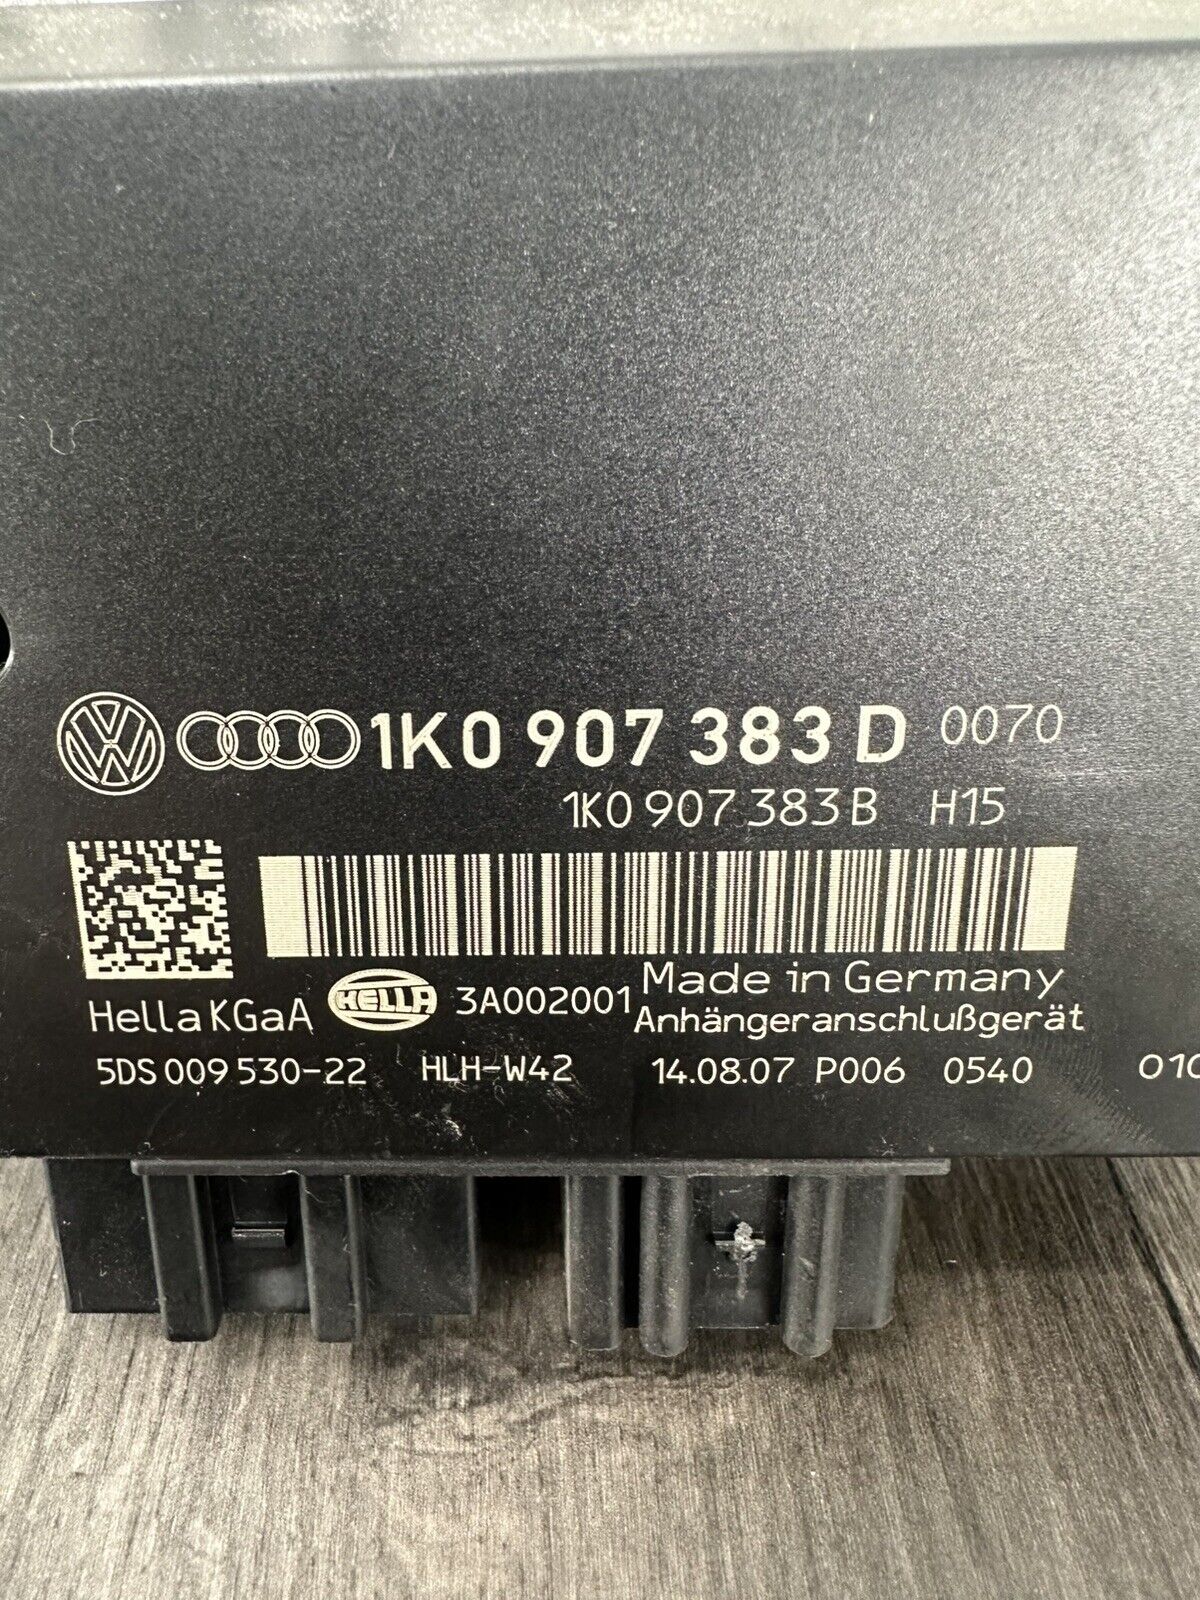 1K0 907 383 D 0070
1K0 907 383 B H15
Made in Germany
Hella KGaA HELLA 3A002001 Anhängeranschlußgerät
5DS 009 530-22 HLH-W42 14.08.07 P006 0540 010